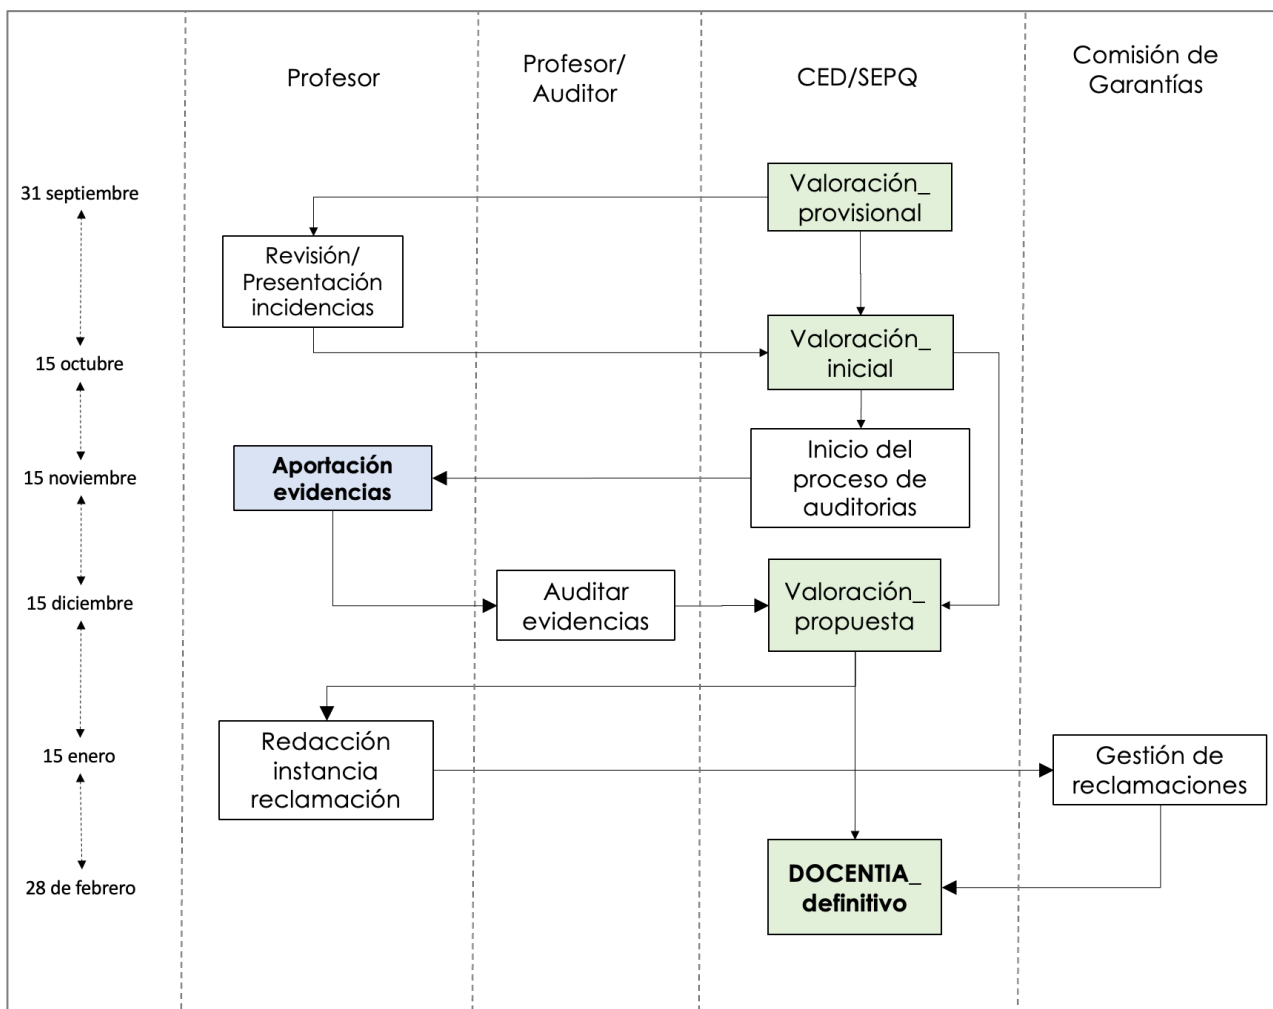 Profesor
Profesor/
Auditor
CED/SEPQ
Comisión de
Garantías
31 septiembre
Valoración_
provisional
Revisión/
Presentación
incidencias
15 octubre
Valoración_
inicial
15 noviembre
Aportación
evidencias
Inicio del
proceso de
auditorias
15 diciembre
Auditar
evidencias
Valoración_
propuesta
15 enero
Redacción
instancia
reclamación
Gestión de
reclamaciones
28 de febrero
DOCENTIA_
definitivo